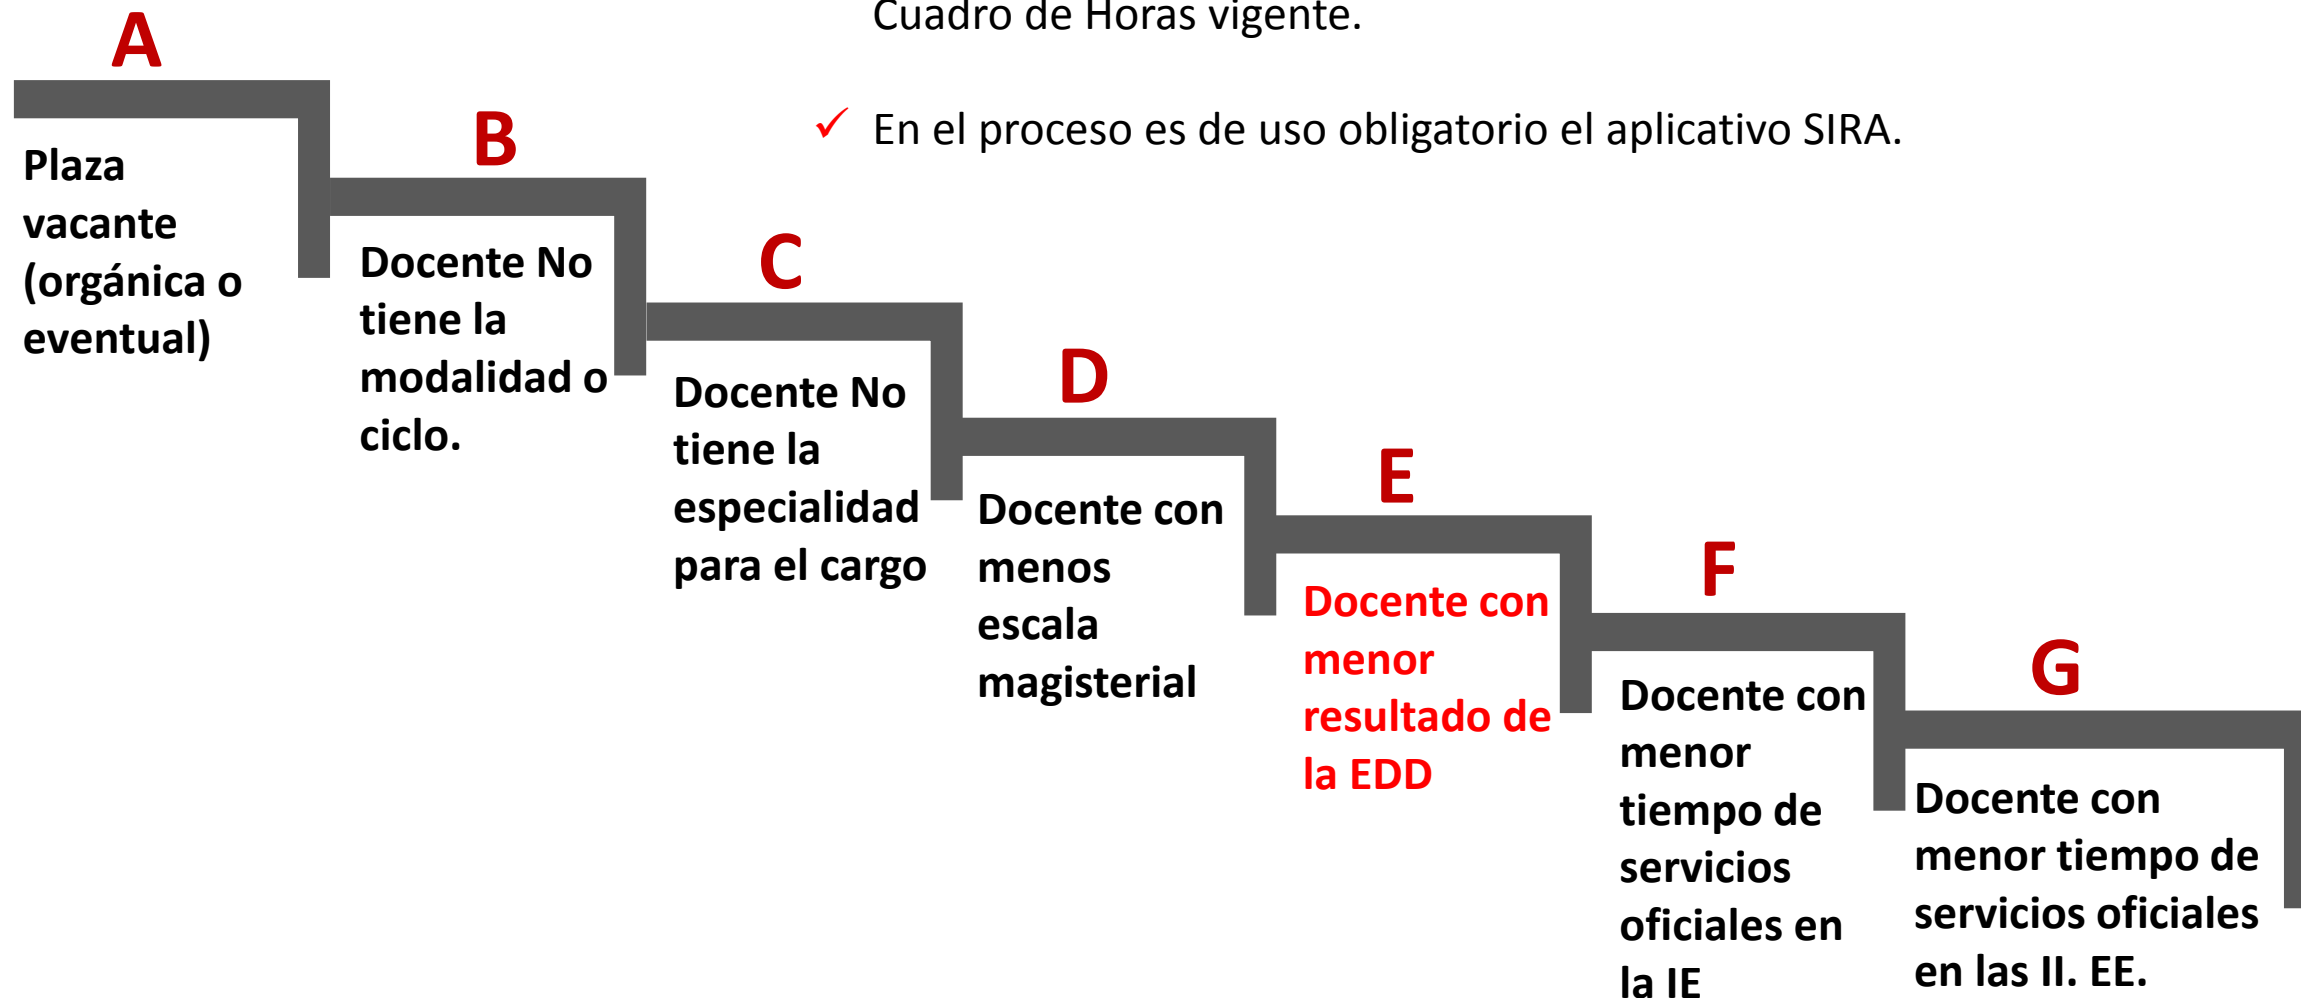 Cuadro de Horas vigente.
✓ En el proceso es de uso obligatorio el aplicativo SIRA.
A
Plaza
vacante
(orgánica o
eventual)
B
Docente No
tiene la
modalidad o
ciclo.
C
Docente No
tiene la
especialidad
para el cargo
D
Docente con
menos
escala
magisterial
E
Docente con
menor
resultado de
la EDD
F
Docente con
menor
tiempo de
servicios
oficiales en
la IE
G
Docente con
menor tiempo de
servicios oficiales
en las II. EE.